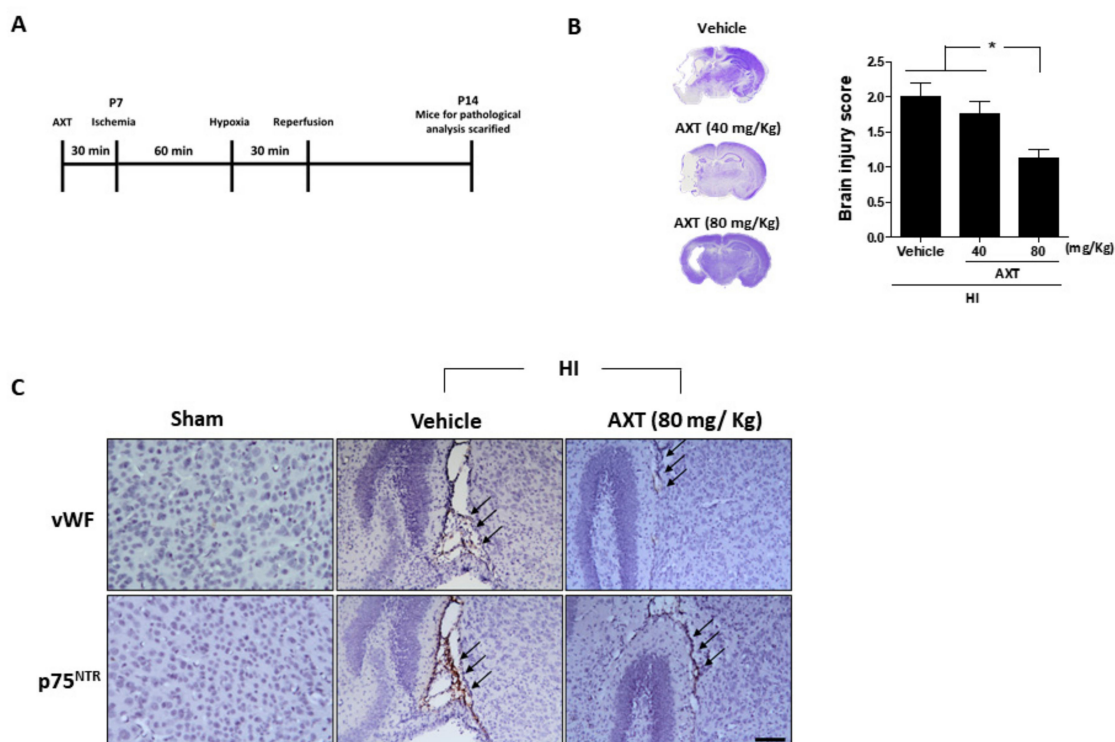 A
P7
AXT Ischemia Hypoxia Reperfusion
30 min 60 min 30 min
P14
Mice for pathological
analysis scarified
B
Vehicle
AXT (40 mg/Kg)
AXT (80 mg/Kg)
*
Brain injury score
2.5
2.0
1.5
1.0
0.5
0.0
Vehicle 40 80 (mg/Kg)
AXT
HI
C
HI
Sham Vehicle AXT (80 mg/ Kg)
vWF
p75NTR